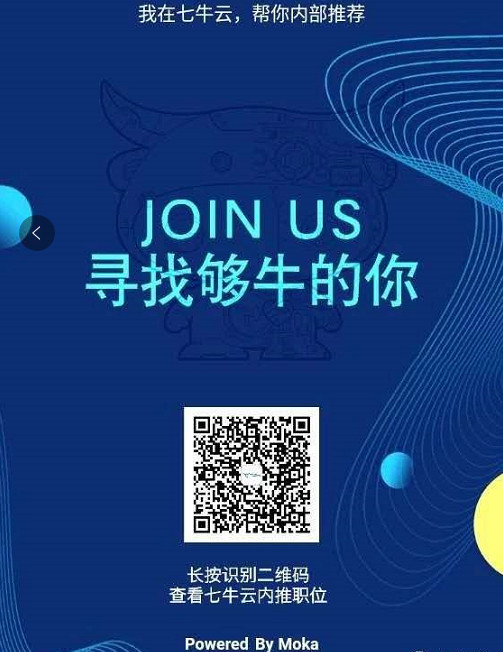 我在七牛云，帮你内部推荐
JOIN US
寻找够牛的你
长按识别二维码
查看七牛云内推职位
Powered By Moka